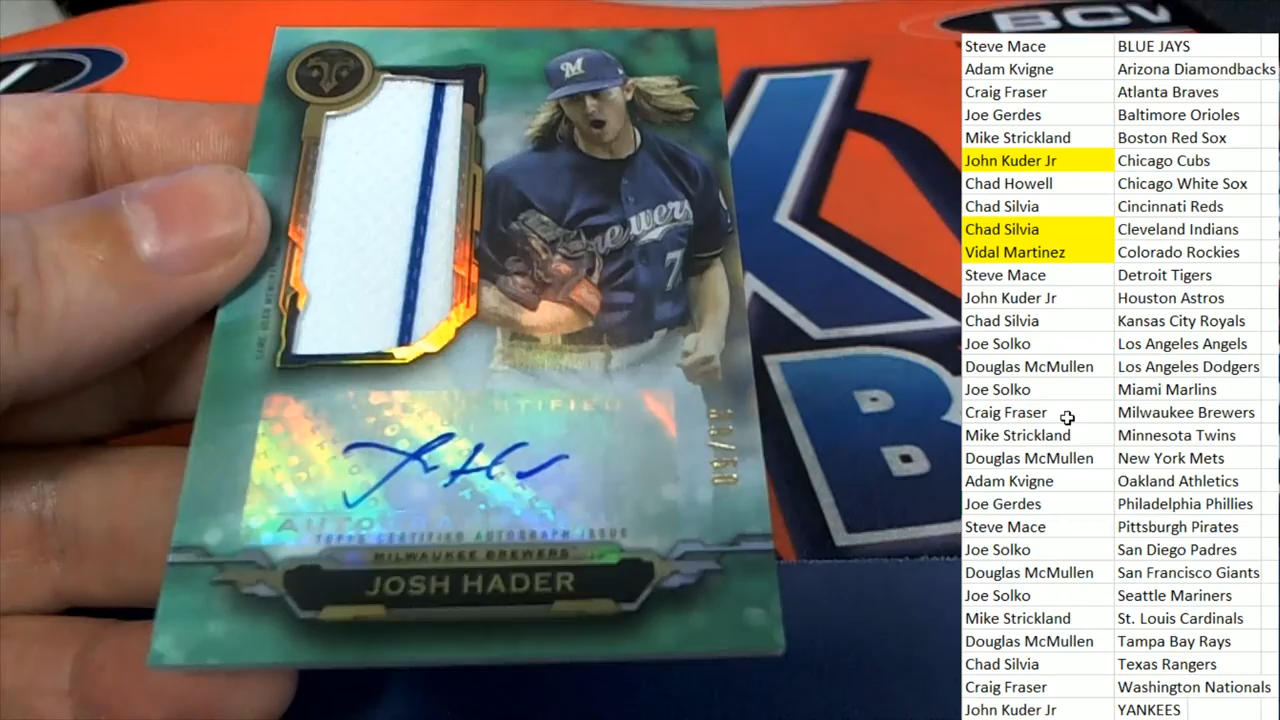 BCW
Brewers
7
CERTIFIED
AUTO
TOPPS CERTIFIED AUTOGRAPH ISSUE
MILWAUKEE BREWERS
JOSH HADER
B
Steve Mace BLUE JAYS
Adam Kvigne Arizona Diamondbacks
Craig Fraser Atlanta Braves
Joe Gerdes Baltimore Orioles
Mike Strickland Boston Red Sox
John Kuder Jr Chicago Cubs
Chad Howell Chicago White Sox
Chad Silvia Cincinnati Reds
Chad Silvia Cleveland Indians
Vidal Martinez Colorado Rockies
Steve Mace Detroit Tigers
John Kuder Jr Houston Astros
Chad Silvia Kansas City Royals
Joe Solko Los Angeles Angels
Douglas McMullen Los Angeles Dodgers
Joe Solko Miami Marlins
Craig Fraser Milwaukee Brewers
Mike Strickland Minnesota Twins
Douglas McMullen New York Mets
Adam Kvigne Oakland Athletics
Joe Gerdes Philadelphia Phillies
Steve Mace Pittsburgh Pirates
Joe Solko San Diego Padres
Douglas McMullen San Francisco Giants
Joe Solko Seattle Mariners
Mike Strickland St. Louis Cardinals
Douglas McMullen Tampa Bay Rays
Chad Silvia Texas Rangers
Craig Fraser Washington Nationals
John Kuder Jr YANKEES